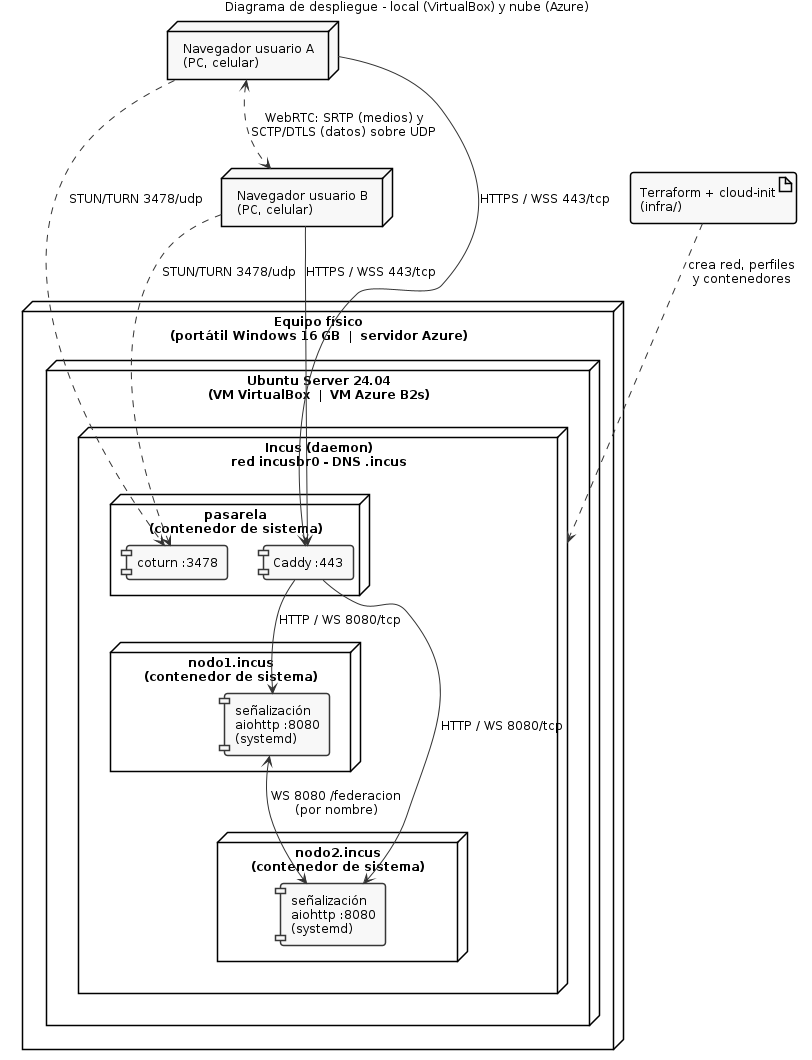 Diagrama de despliegue - local (VirtualBox) y nube (Azure)
Navegador usuario A
(PC, celular)
WebRTC: SRTP (medios) y
SCTP/DTLS (datos) sobre UDP
Navegador usuario B
(PC, celular)
STUN/TURN 3478/udp
HTTPS / WSS 443/tcp
Terraform + cloud-init
(infra/)
STUN/TURN 3478/udp
HTTPS / WSS 443/tcp
crea red, perfiles
y contenedores
Equipo físico
(portátil Windows 16 GB | servidor Azure)
Ubuntu Server 24.04
(VM VirtualBox | VM Azure B2s)
Incus (daemon)
red incusbr0 - DNS .incus
pasarela
(contenedor de sistema)
coturn :3478
Caddy :443
HTTP / WS 8080/tcp
nodo1.incus
(contenedor de sistema)
señalización
aiohttp :8080
(systemd)
HTTP / WS 8080/tcp
WS 8080 /federacion
(por nombre)
nodo2.incus
(contenedor de sistema)
señalización
aiohttp :8080
(systemd)